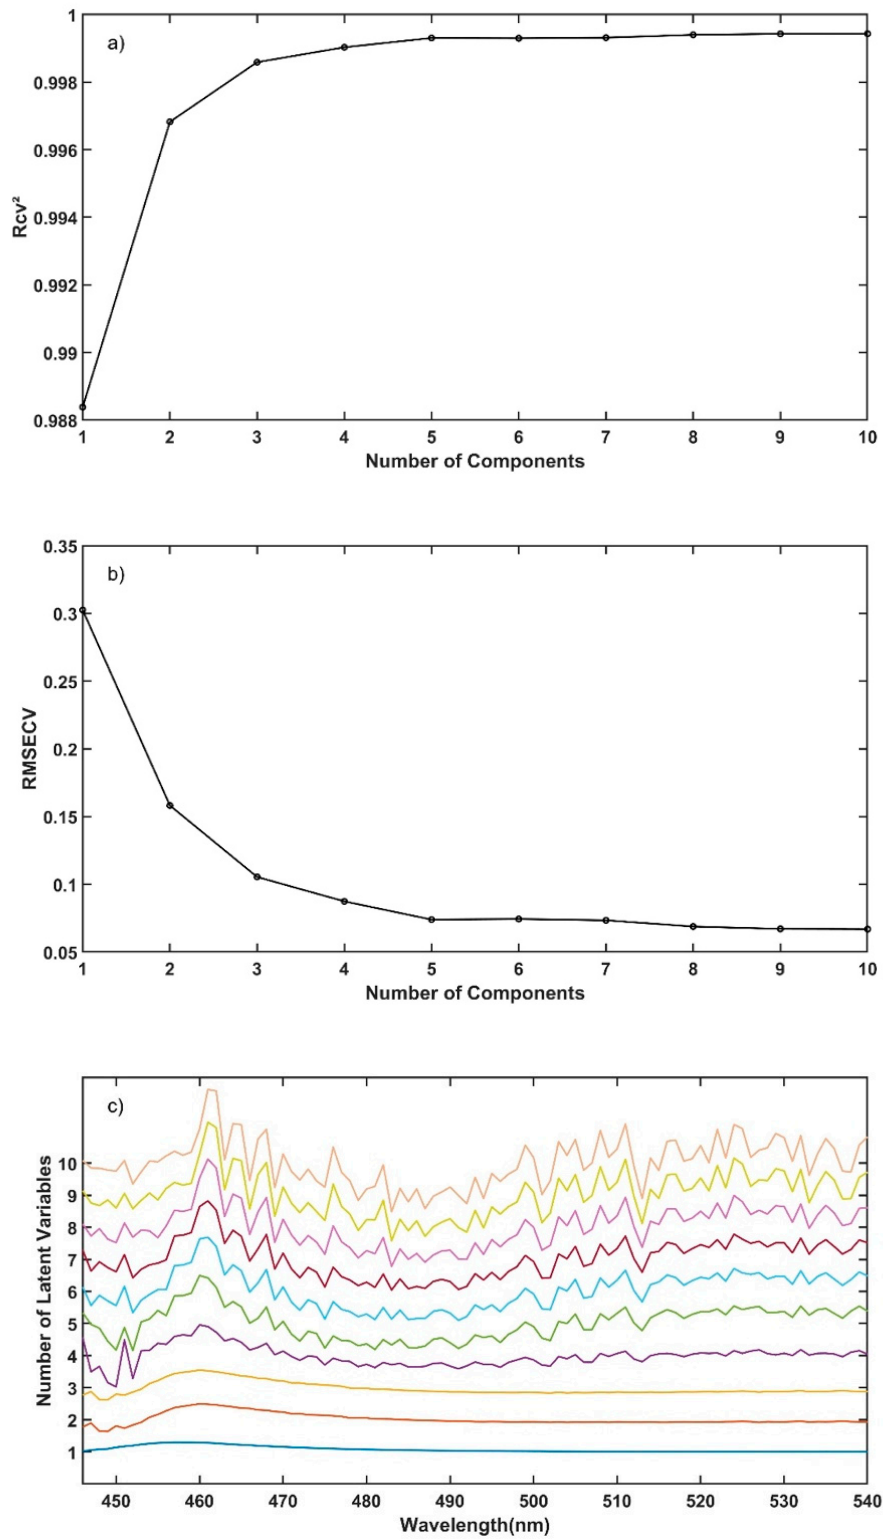 a)
1
0.998
0.996
0.994
0.992
0.99
0.988
Rcv²
1 2 3 4 5 6 7 8 9 10
Number of Components
b)
0.35
0.3
0.25
0.2
0.15
0.1
0.05
RMSECV
1 2 3 4 5 6 7 8 9 10
Number of Components
c)
10
9
8
7
6
5
4
3
2
1
Number of Latent Variables
450 460 470 480 490 500 510 520 530 540
Wavelength(nm)